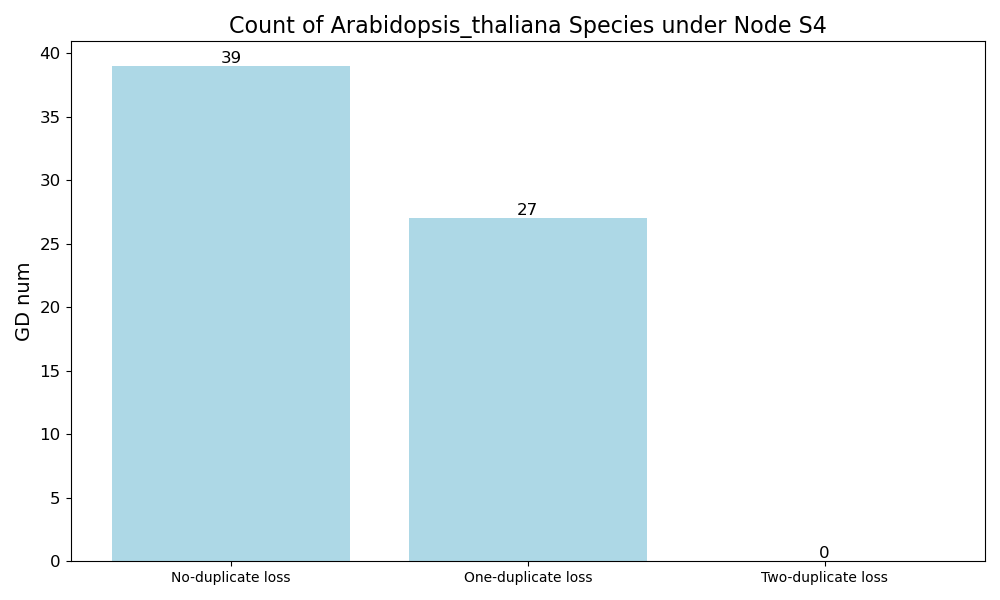 Count of Arabidopsis_thaliana Species under Node S4
GD num
40
35
30
25
20
15
10
5
0
39
27
0
No-duplicate loss
One-duplicate loss
Two-duplicate loss